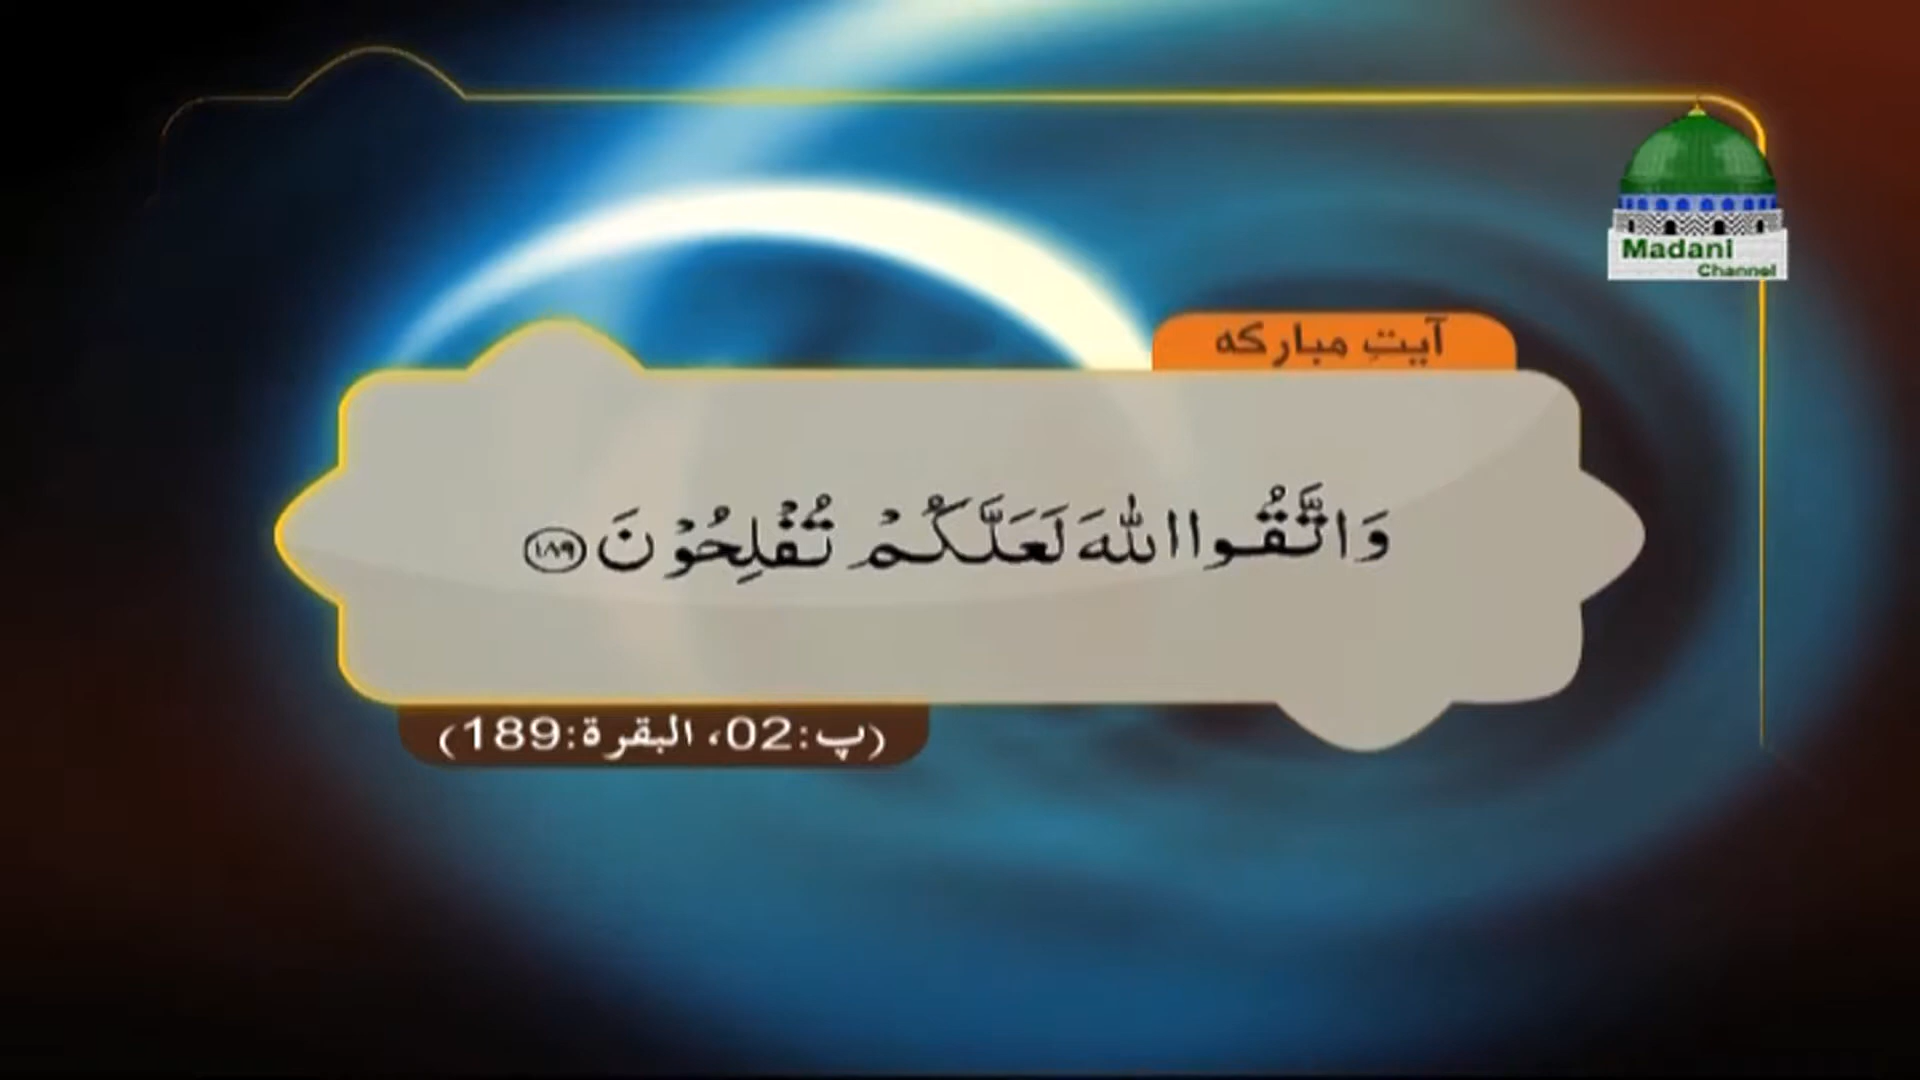 Madani
Channel
آیتِ مبارکہ
وَاتَّقُوا اللّٰهَ لَعَلَّكُمْ تُفْلِحُوْنَ ﴿۱۸۹﴾
(پ:02، البقرة:189)